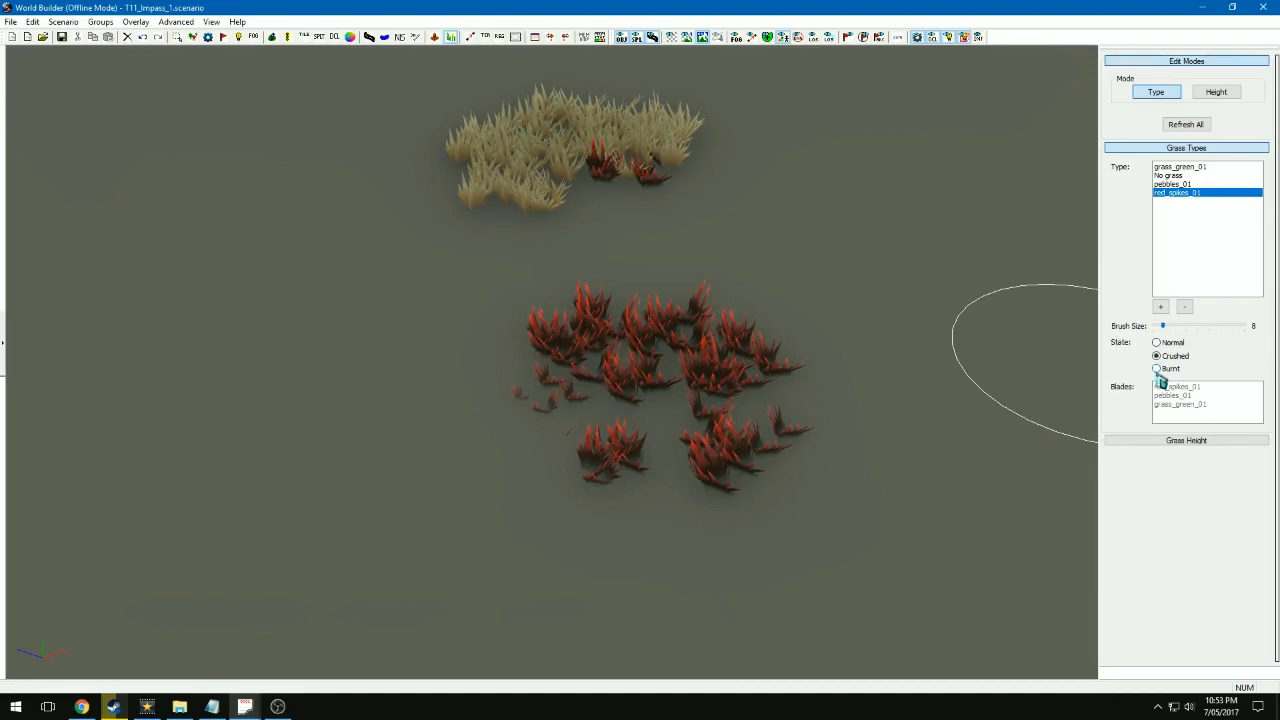 World Builder (Offline Mode) - T11_Impass_1.scenario
File Edit Scenario Groups Overlay Advanced View Help
Edit Modes
Mode
Type Height
Refresh All
Grass Types
Type: grass_green_01
No grass
pebbles_01
red_spikes_01
+ -
Brush Size: 8
State: Normal
Crushed
Burnt
Blades: spikes_01
pebbles_01
grass_green_01
Grass Height
NUM
10:53 PM
7/05/2017